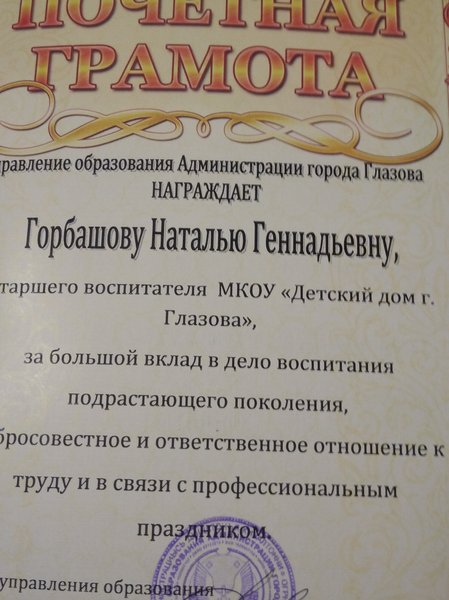 ПОЧЕТНАЯ
ГРАМОТА
правление образования Администрации города Глазова
НАГРАЖДАЕТ
Горбашову Наталью Геннадьевну,
таршего воспитателя МКОУ «Детский дом г.
Глазова»,
за большой вклад в дело воспитания
подрастающего поколения,
бросовестное и ответственное отношение к
труду и в связи с профессиональным
праздником.
управления образования